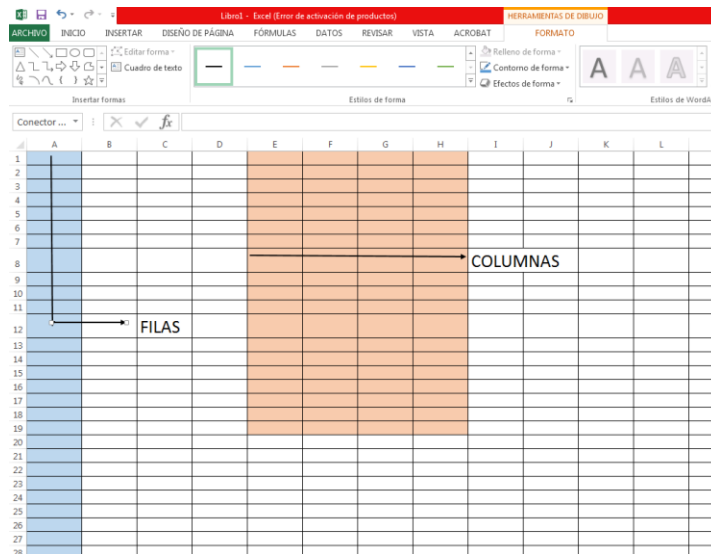 Libro1 - Excel (Error de activación de productos)
HERRAMIENTAS DE DIBUJO
ARCHIVO INICIO INSERTAR DISEÑO DE PÁGINA FÓRMULAS DATOS REVISAR VISTA ACROBAT FORMATO
Editar forma
Cuadro de texto
Relleno de forma
Contorno de forma
Efectos de forma
A A A
Insertar formas Estilos de forma Estilos de WordA
Conector ... fx
A B C D E F G H I J K L
1
2
3
4
5
6
7
8 COLUMNAS
9
10
11
12 FILAS
13
14
15
16
17
18
19
20
21
22
23
24
25
26
27
28